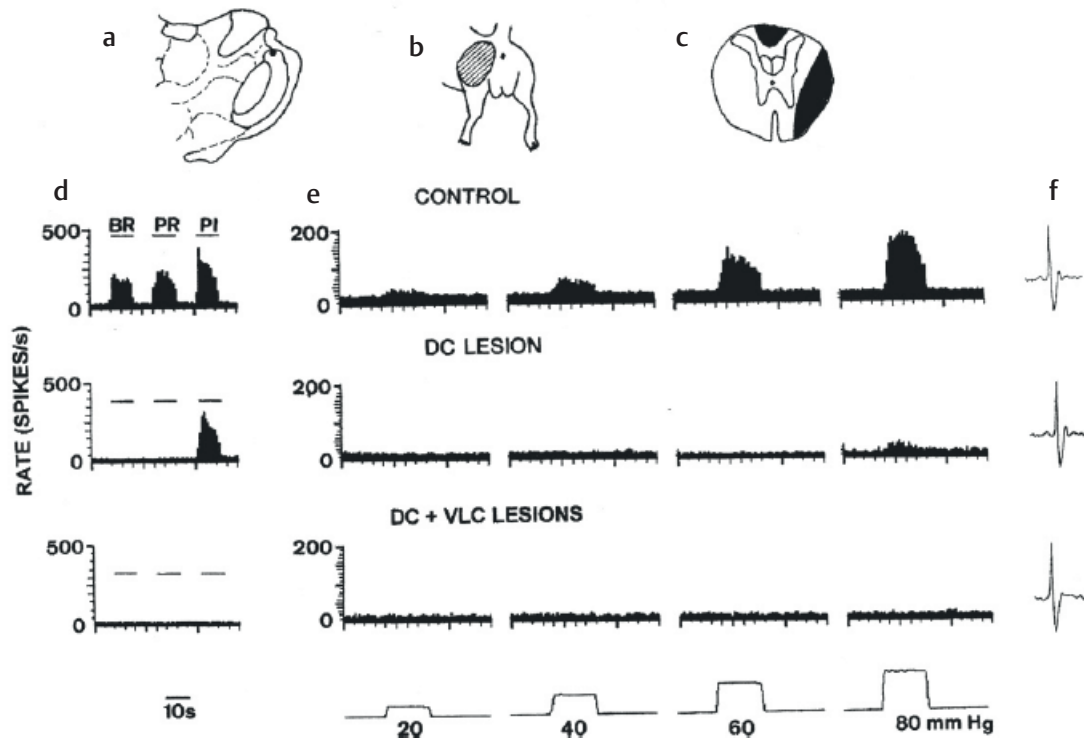 a
b
c
d
e
f
CONTROL
BR PR PI
500
0
200
0
DC LESION
500
0
200
0
RATE (SPIKES/s)
DC + VLC LESIONS
500
0
200
0
10s
20
40
60
80 mm Hg